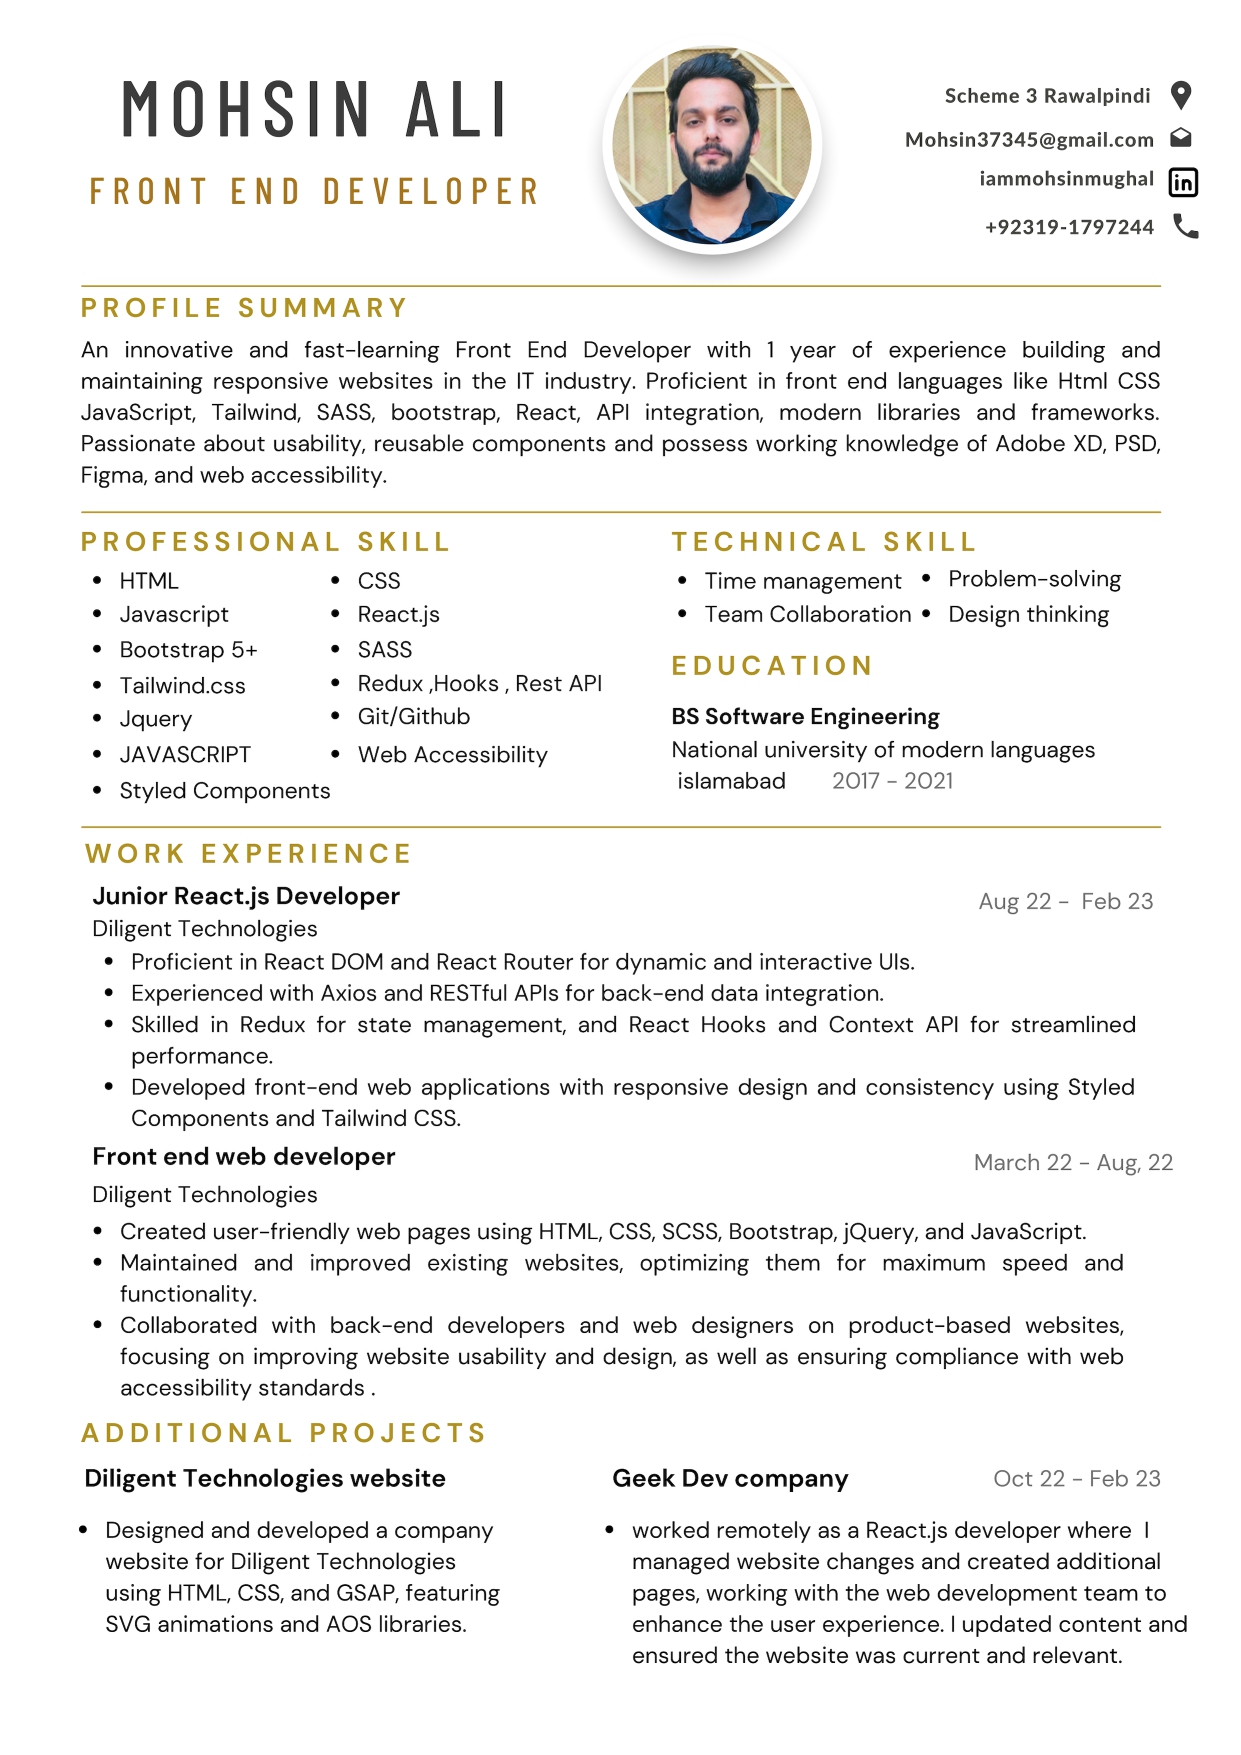 MOHSIN ALI
FRONT END DEVELOPER
Scheme 3 Rawalpindi
Mohsin37345@gmail.com
iammohsinmughal
in
+92319-1797244
PROFILE SUMMARY
An innovative and fast-learning Front End Developer with 1 year of experience building and
maintaining responsive websites in the IT industry. Proficient in front end languages like Html CSS
JavaScript, Tailwind, SASS, bootstrap, React, API integration, modern libraries and frameworks.
Passionate about usability, reusable components and possess working knowledge of Adobe XD, PSD,
Figma, and web accessibility.
PROFESSIONAL SKILL
• HTML
• Javascript
• Bootstrap 5+
• Tailwind.css
• Jquery
• JAVASCRIPT
• Styled Components
• CSS
• React.js
• SASS
• Redux ,Hooks , Rest API
• Git/Github
• Web Accessibility
TECHNICAL SKILL
• Time management
• Team Collaboration
• Problem-solving
• Design thinking
EDUCATION
BS Software Engineering
National university of modern languages
islamabad 2017 - 2021
WORK EXPERIENCE
Junior React.js Developer Aug 22 - Feb 23
Diligent Technologies
• Proficient in React DOM and React Router for dynamic and interactive UIs.
• Experienced with Axios and RESTful APIs for back-end data integration.
• Skilled in Redux for state management, and React Hooks and Context API for streamlined
performance.
• Developed front-end web applications with responsive design and consistency using Styled
Components and Tailwind CSS.
Front end web developer March 22 - Aug, 22
Diligent Technologies
• Created user-friendly web pages using HTML, CSS, SCSS, Bootstrap, jQuery, and JavaScript.
• Maintained and improved existing websites, optimizing them for maximum speed and
functionality.
• Collaborated with back-end developers and web designers on product-based websites,
focusing on improving website usability and design, as well as ensuring compliance with web
accessibility standards .
ADDITIONAL PROJECTS
Diligent Technologies website
• Designed and developed a company
website for Diligent Technologies
using HTML, CSS, and GSAP, featuring
SVG animations and AOS libraries.
Geek Dev company Oct 22 - Feb 23
• worked remotely as a React.js developer where I
managed website changes and created additional
pages, working with the web development team to
enhance the user experience. I updated content and
ensured the website was current and relevant.